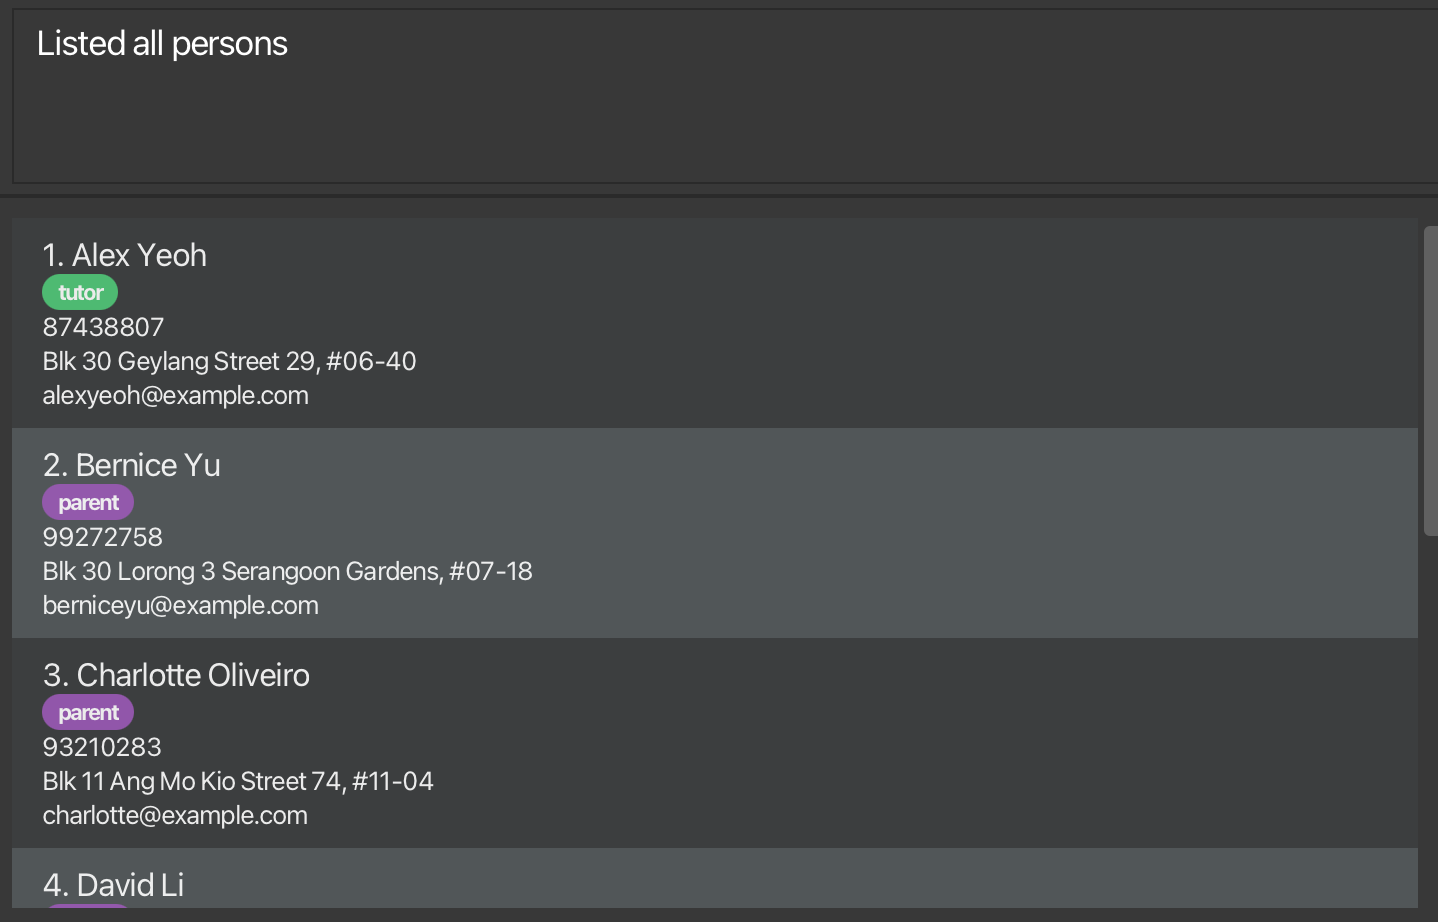 Listed all persons
1. Alex Yeoh
tutor
87438807
Blk 30 Geylang Street 29, #06-40
alexyeoh@example.com
2. Bernice Yu
parent
99272758
Blk 30 Lorong 3 Serangoon Gardens, #07-18
berniceyu@example.com
3. Charlotte Oliveiro
parent
93210283
Blk 11 Ang Mo Kio Street 74, #11-04
charlotte@example.com
4. David Li